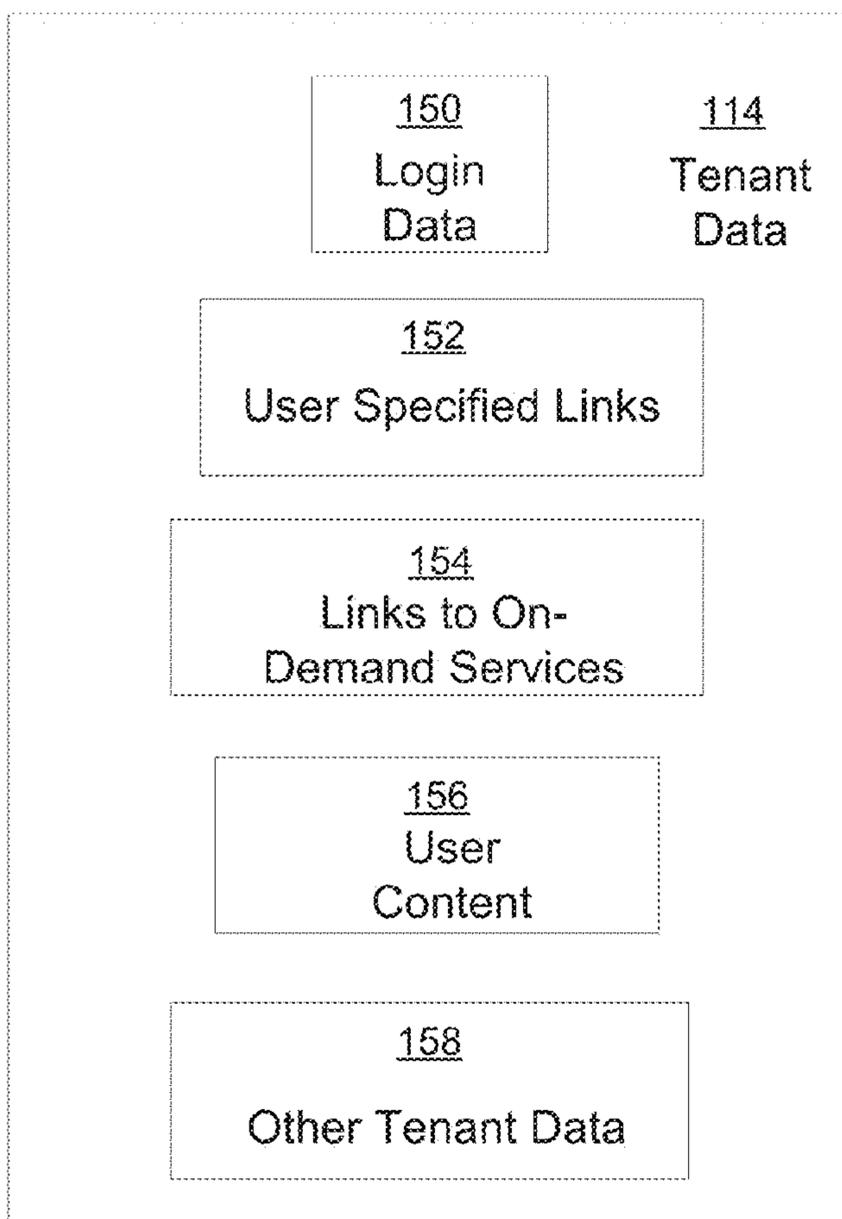 150
Login
Data
114
Tenant
Data
152
User Specified Links
154
Links to On-
Demand Services
156
User
Content
158
Other Tenant Data